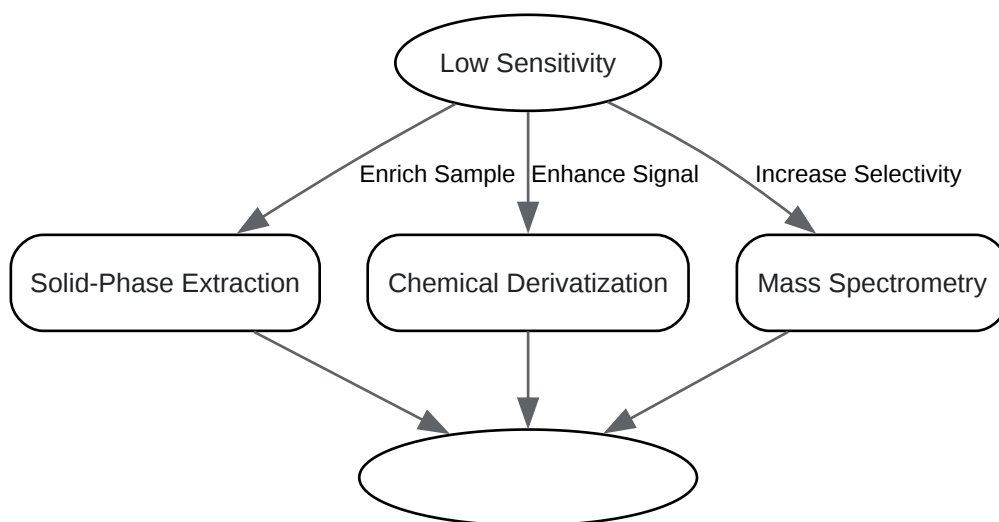 Low Sensitivity
Enrich Sample
Enhance Signal
Increase Selectivity
Solid-Phase Extraction
Chemical Derivatization
Mass Spectrometry